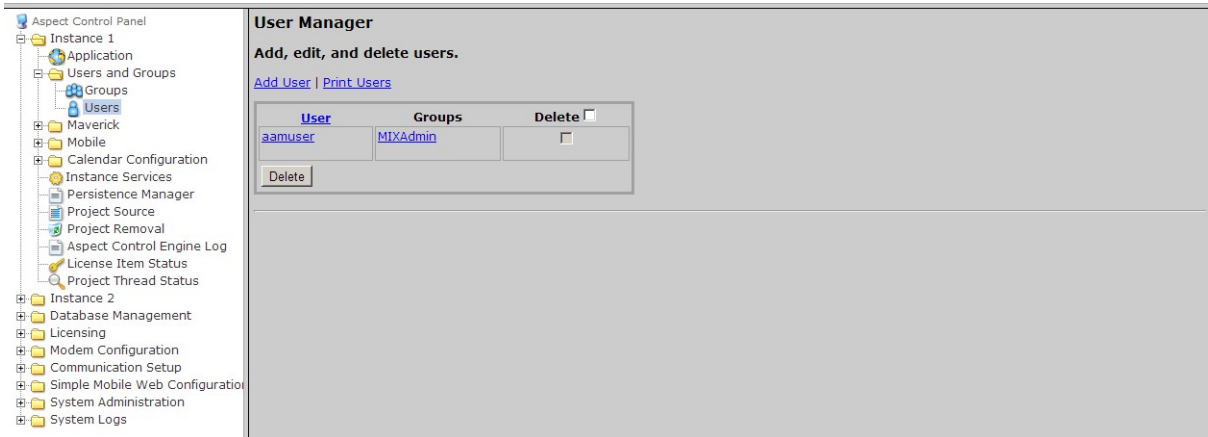 Aspect Control Panel
Instance 1
Application
Users and Groups
Groups
Users
Maverick
Mobile
Calendar Configuration
Instance Services
Persistence Manager
Project Source
Project Removal
Aspect Control Engine Log
License Item Status
Project Thread Status
Instance 2
Database Management
Licensing
Modem Configuration
Communication Setup
Simple Mobile Web Configuration
System Administration
System Logs
User Manager
Add, edit, and delete users.
Add User | Print Users
User Groups Delete
aamuser MIXAdmin
Delete